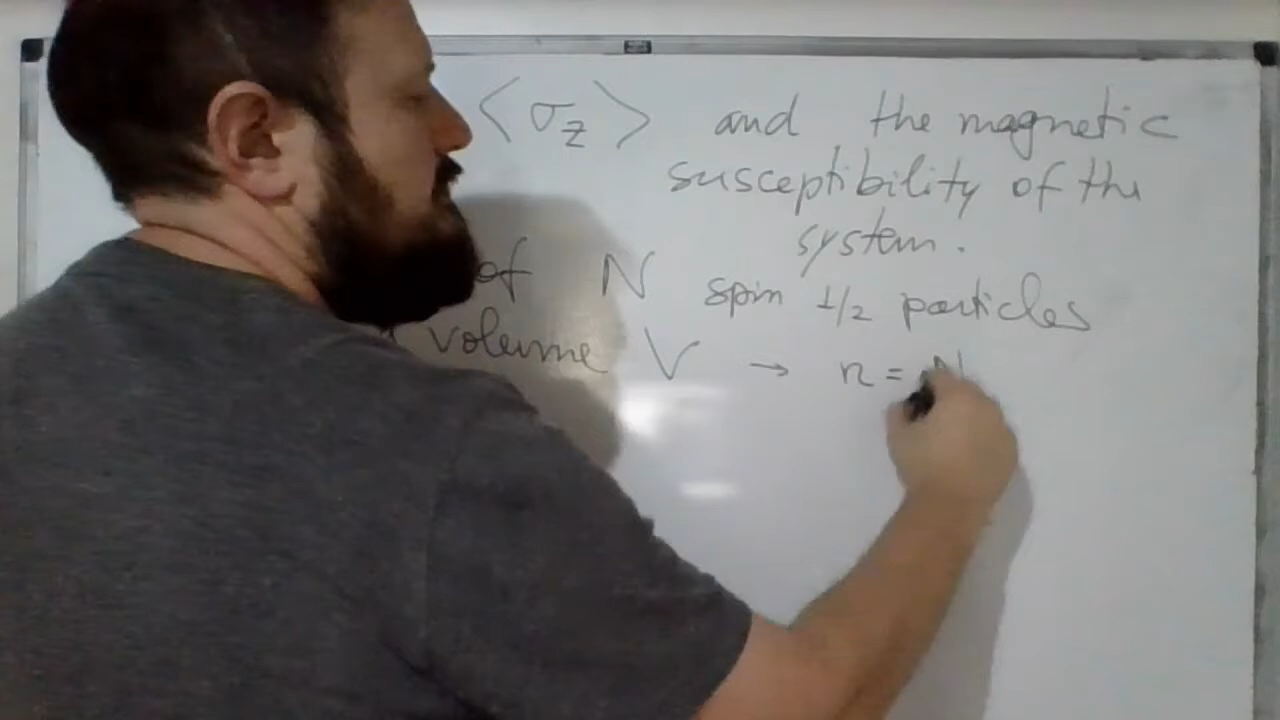 ⟨σz⟩ and the magnetic
susceptibility of the
system.
of N spin 1/2 particles
volume V → n = N